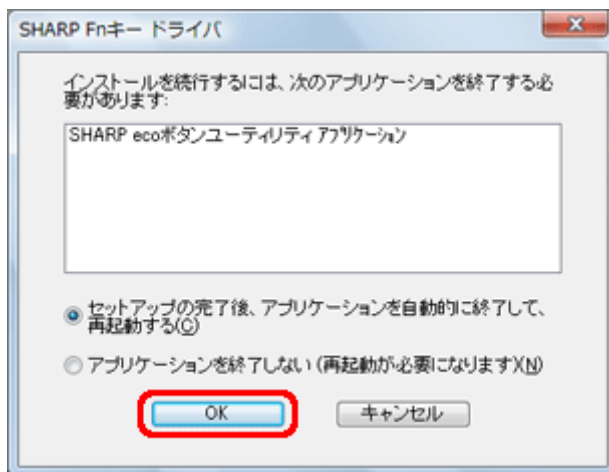 SHARP Fnキー ドライバ
インストールを続行するには、次のアプリケーションを終了する必
要があります:
SHARP ecoボタンユーティリティ アプリケーション
セットアップの完了後、アプリケーションを自動的に終了して、
再起動する(C)
アプリケーションを終了しない (再起動が必要になります)(N)
OK キャンセル